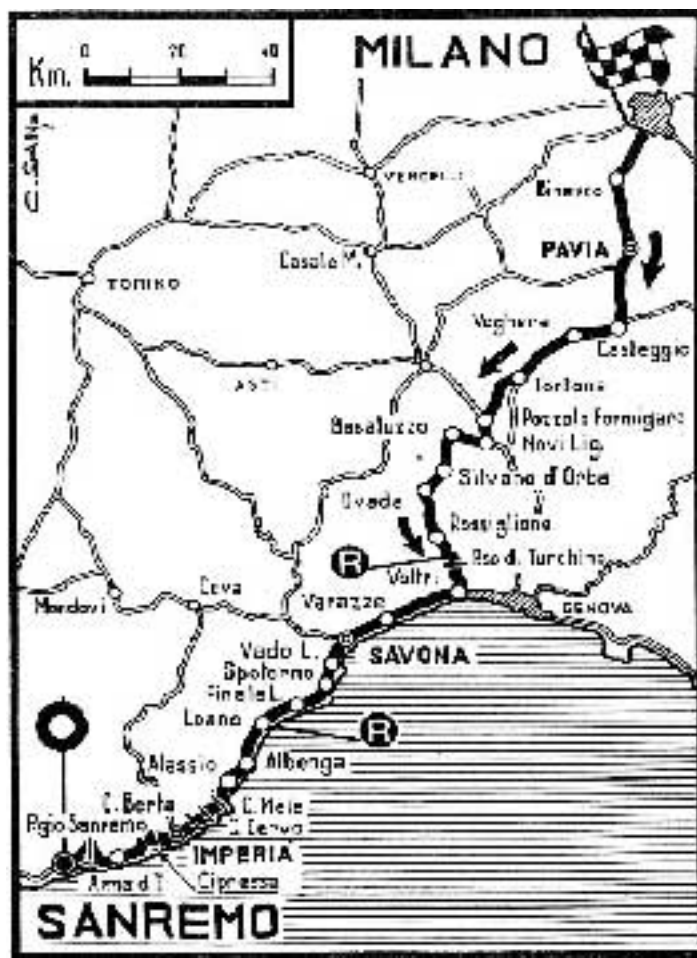 Km. 0 20 40
MILANO
VERCELLI
Binasco
Casale M.
PAVIA
TORINO
Voghera
Casteggio
ASTI
Tortona
Basaluzzo
Pozzolo Formigaro
Novi Lig.
Silvano d'Orba
Ovada
Rossiglione
R
Pso d. Turchino
Voltri
Mondovì
Ceva
Varazze
GENOVA
Vado L.
SAVONA
Spotorno
Finale L.
Loano
R
Alassio
Albenga
C. Berta
C. Mele
Pgio Sanremo
C. Cervo
IMPERIA
Arma d. T.
Cipressa
SANREMO